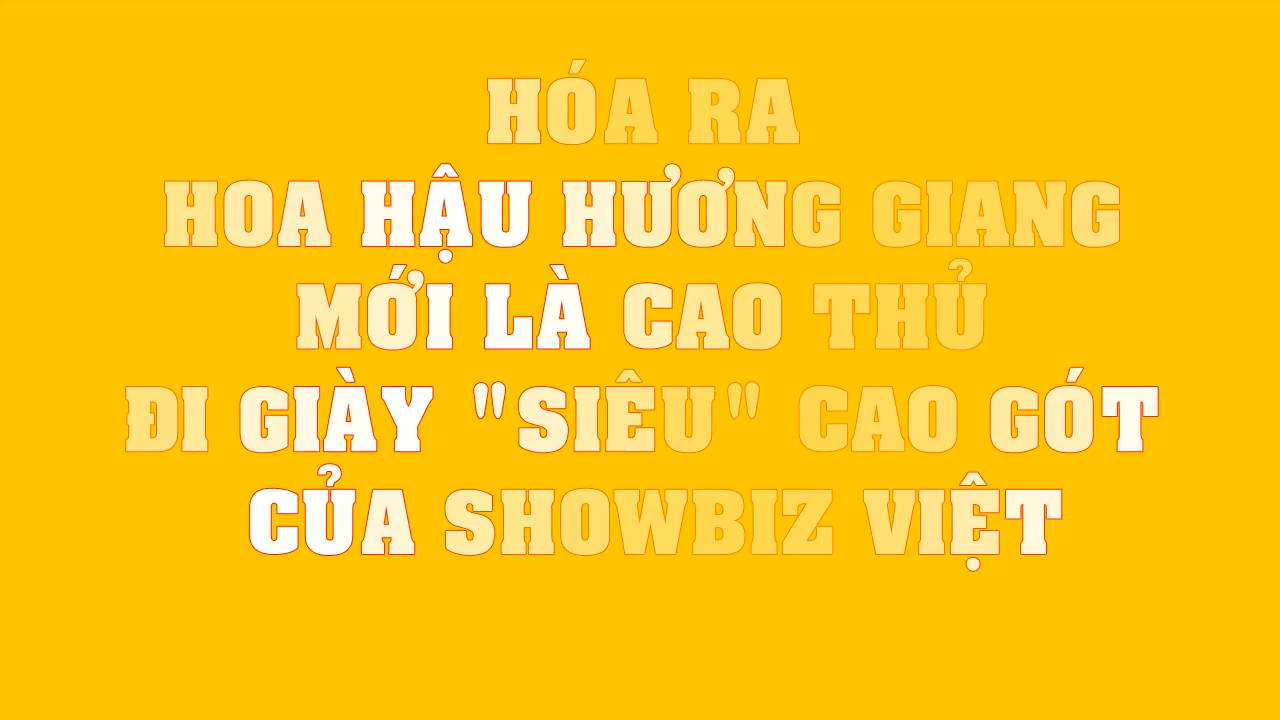 HÓA RA
HOA HẬU HƯƠNG GIANG
MỚI LÀ CAO THỦ
ĐI GIÀY "SIÊU" CAO GÓT
CỦA SHOWBIZ VIỆT